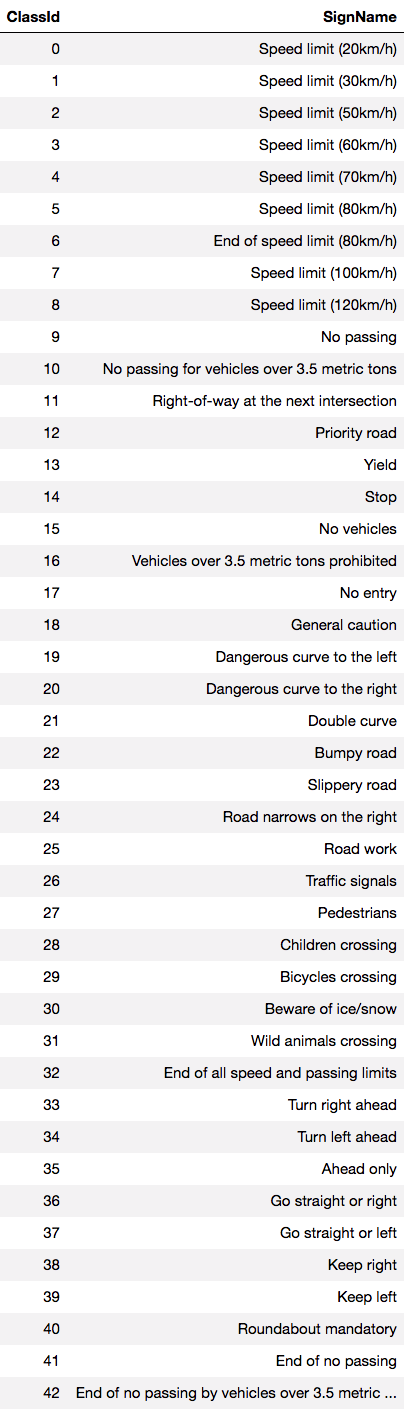 ClassId SignName
0 Speed limit (20km/h)
1 Speed limit (30km/h)
2 Speed limit (50km/h)
3 Speed limit (60km/h)
4 Speed limit (70km/h)
5 Speed limit (80km/h)
6 End of speed limit (80km/h)
7 Speed limit (100km/h)
8 Speed limit (120km/h)
9 No passing
10 No passing for vehicles over 3.5 metric tons
11 Right-of-way at the next intersection
12 Priority road
13 Yield
14 Stop
15 No vehicles
16 Vehicles over 3.5 metric tons prohibited
17 No entry
18 General caution
19 Dangerous curve to the left
20 Dangerous curve to the right
21 Double curve
22 Bumpy road
23 Slippery road
24 Road narrows on the right
25 Road work
26 Traffic signals
27 Pedestrians
28 Children crossing
29 Bicycles crossing
30 Beware of ice/snow
31 Wild animals crossing
32 End of all speed and passing limits
33 Turn right ahead
34 Turn left ahead
35 Ahead only
36 Go straight or right
37 Go straight or left
38 Keep right
39 Keep left
40 Roundabout mandatory
41 End of no passing
42 End of no passing by vehicles over 3.5 metric ...